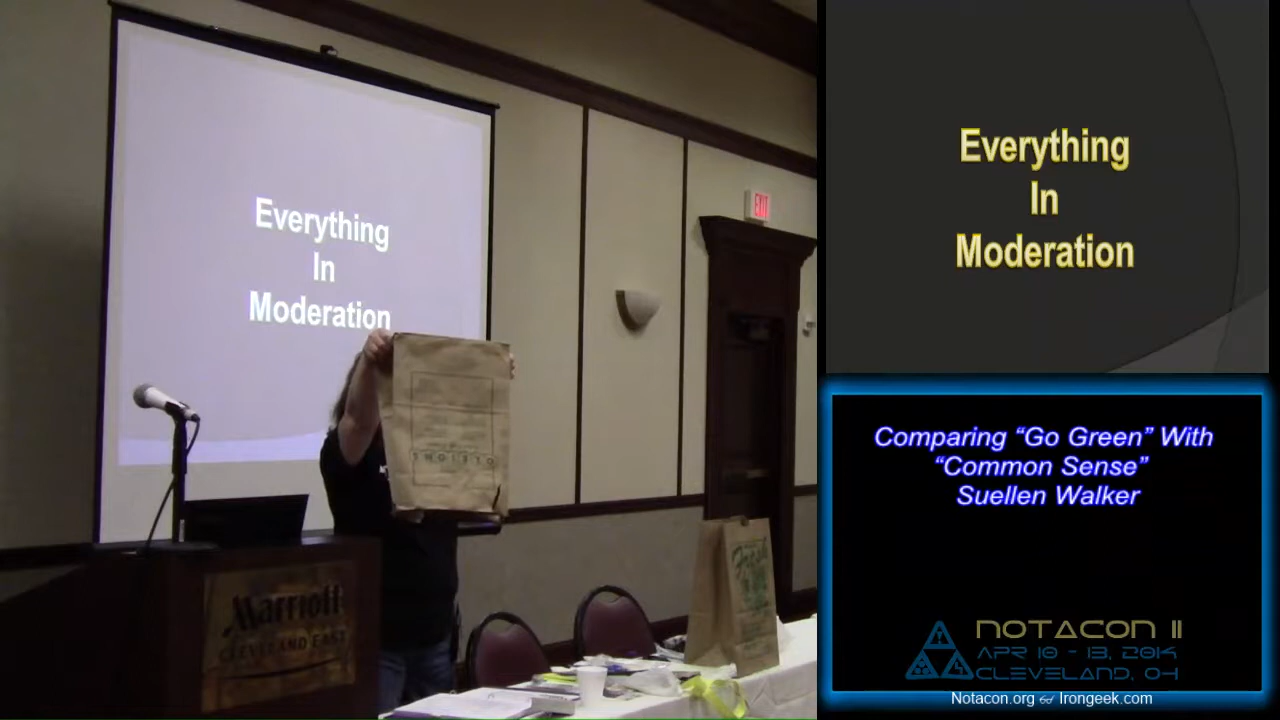 Everything
In
Moderation
EXIT
Marriott
CLEVELAND EAST
Fresh
Everything
In
Moderation
Comparing “Go Green” With
“Common Sense”
Suellen Walker
NOTACON 11
APR 10 - 13, 2014
CLEVELAND, OH
Notacon.org Irongeek.com